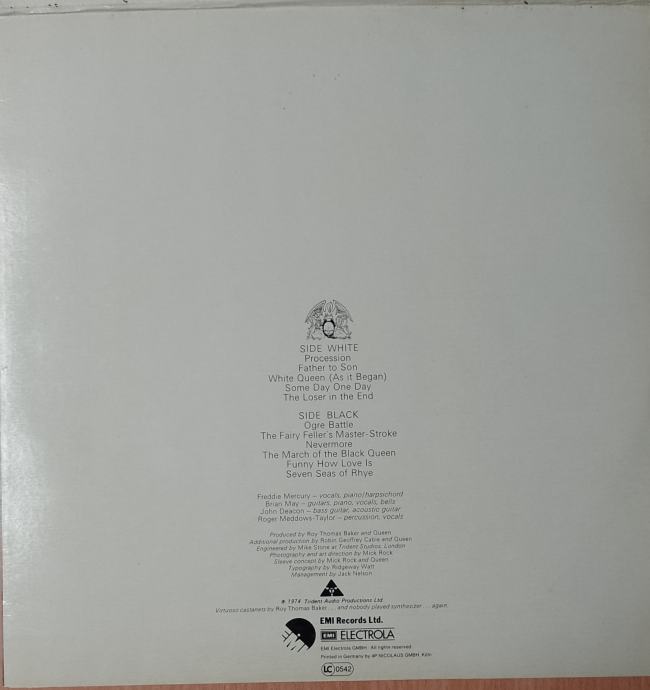 SIDE WHITE
Procession
Father to Son
White Queen (As it Began)
Some Day One Day
The Loser in the End
SIDE BLACK
Ogre Battle
The Fairy Feller's Master-Stroke
Nevermore
The March of the Black Queen
Funny How Love Is
Seven Seas of Rhye
Freddie Mercury – vocals, piano/harpsichord
Brian May – guitars, piano, vocals, bells
John Deacon – bass guitar, acoustic guitar
Roger Meddows-Taylor – percussion, vocals
Produced by Roy Thomas Baker and Queen
Additional production by Robin Geoffrey Cable and Queen
Engineered by Mike Stone at Trident Studios, London
Photography and art direction by Mick Rock
Sleeve concept by Mick Rock and Queen
Typography by Ridgeway Watt
Management by Jack Nelson
℗ 1974 Trident Audio Productions Ltd.
Virtuoso castanets by Roy Thomas Baker ... and nobody played synthesizer ... again.
EMI Records Ltd.
EMI ELECTROLA
EMI Electrola GMBH · All rights reserved
Printed in Germany by 4P NICOLAUS GMBH, Köln
LC 0542